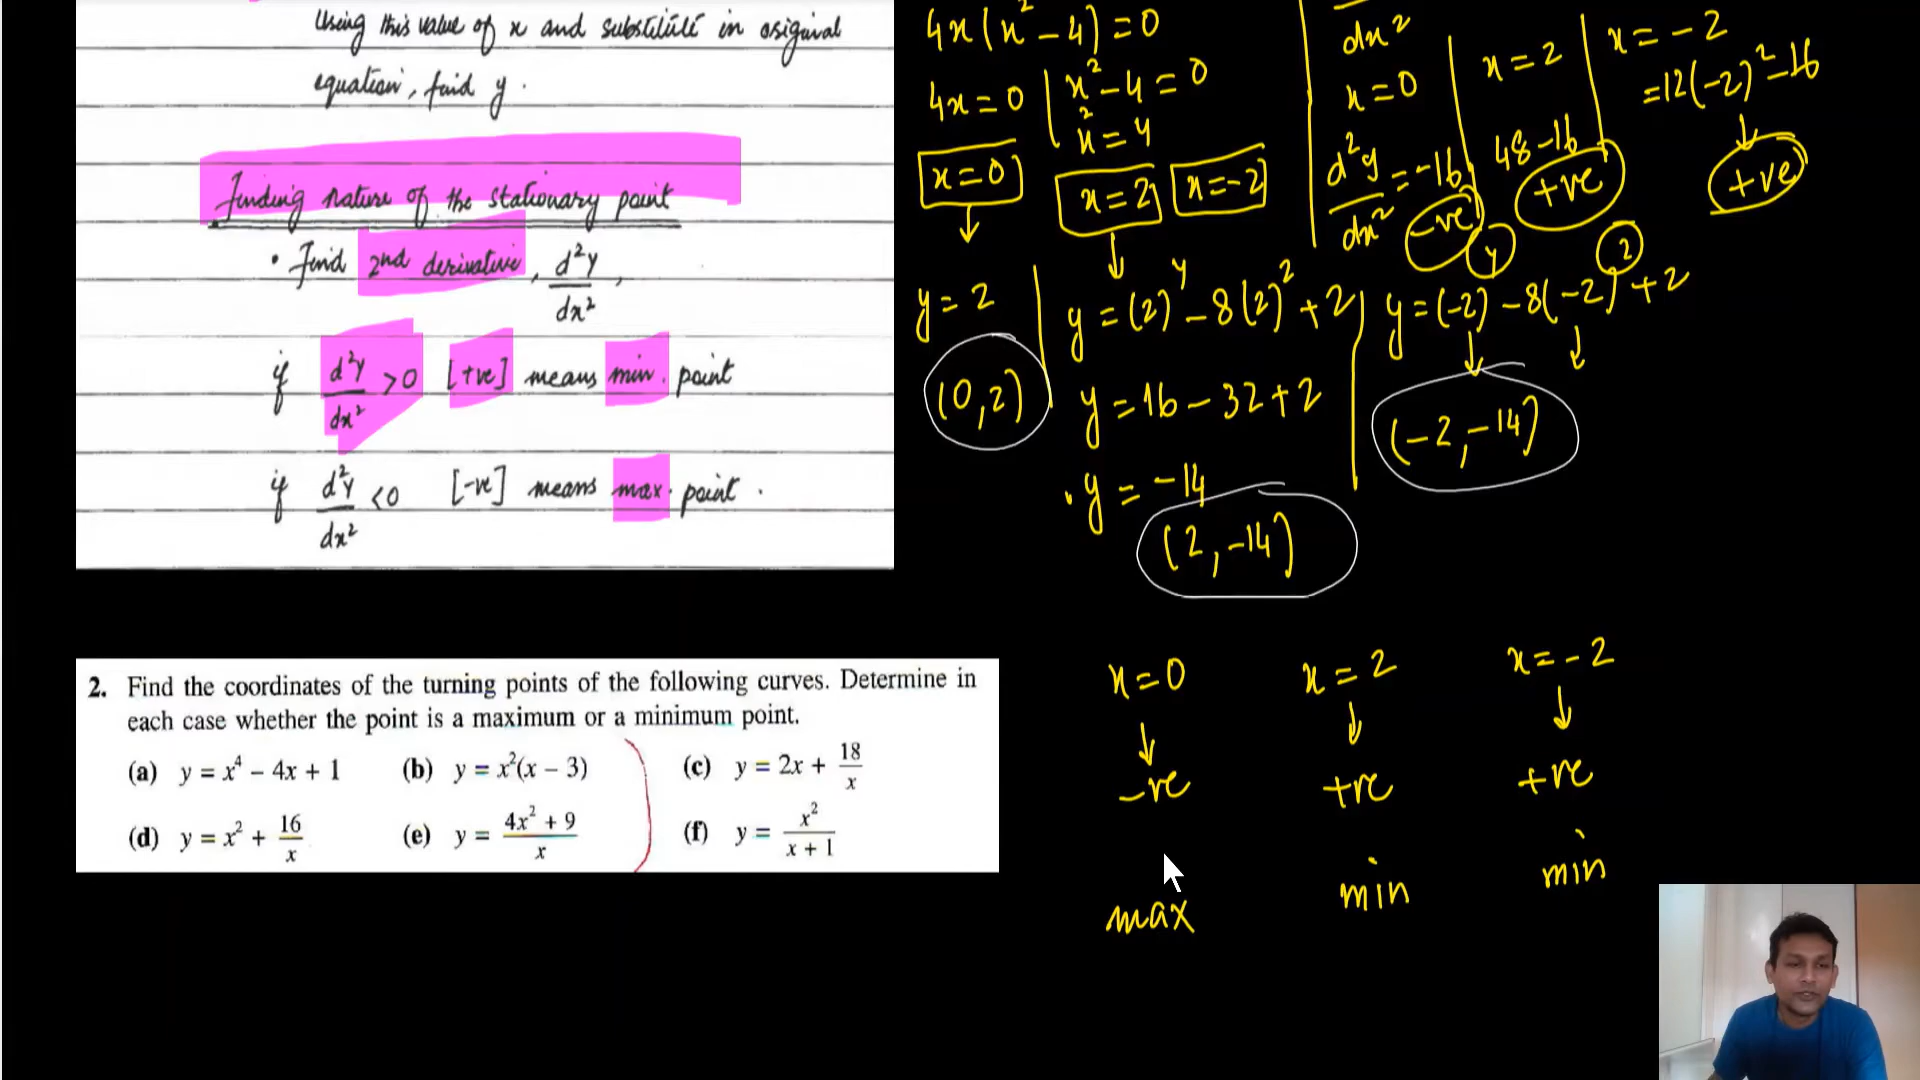 Using this value of x and substitute in original
equation, find y.
Finding nature of the stationary point
• Find 2nd derivative, d²y/dx²,
if d²y/dx² > 0 [+ve] means min. point
if d²y/dx² < 0 [-ve] means max. point.
4x(x² - 4) = 0
4x = 0 | x² - 4 = 0
x² = 4
x = 0
x = 2
x = -2
y = 2
(0, 2)
y = (2)⁴ - 8(2)² + 2
y = 16 - 32 + 2
y = -14
(2, -14)
dx²
x = 0
d²y/dx² = -16
-ve
x = 2
48 - 16
+ve
x = -2
= 12(-2)² - 16
+ve
y = (-2)⁴ - 8(-2)² + 2
(-2, -14)
2. Find the coordinates of the turning points of the following curves. Determine in
each case whether the point is a maximum or a minimum point.
(a) y = x⁴ - 4x + 1 (b) y = x²(x - 3) (c) y = 2x + 18/x
(d) y = x² + 16/x (e) y = (4x² + 9)/x (f) y = x²/(x + 1)
x = 0 x = 2 x = -2
-ve +ve +ve
max min min